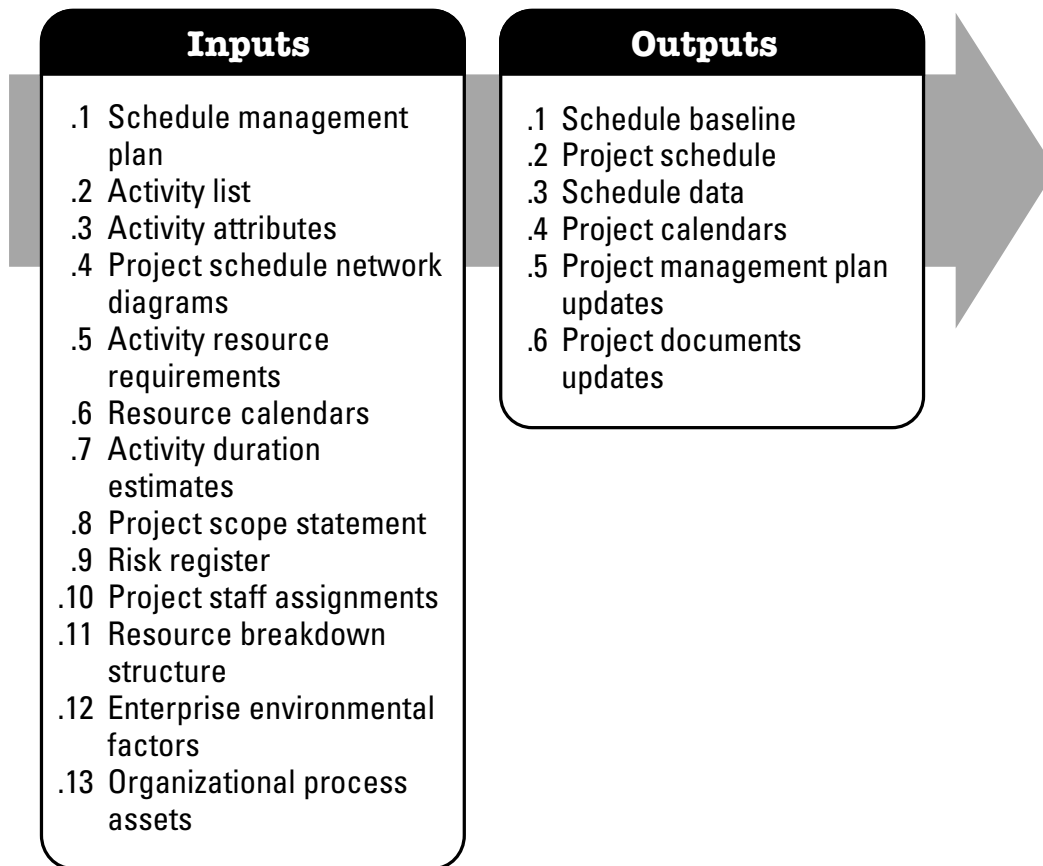 Inputs
.1 Schedule management
plan
.2 Activity list
.3 Activity attributes
.4 Project schedule network
diagrams
.5 Activity resource
requirements
.6 Resource calendars
.7 Activity duration
estimates
.8 Project scope statement
.9 Risk register
.10 Project staff assignments
.11 Resource breakdown
structure
.12 Enterprise environmental
factors
.13 Organizational process
assets
Outputs
.1 Schedule baseline
.2 Project schedule
.3 Schedule data
.4 Project calendars
.5 Project management plan
updates
.6 Project documents
updates